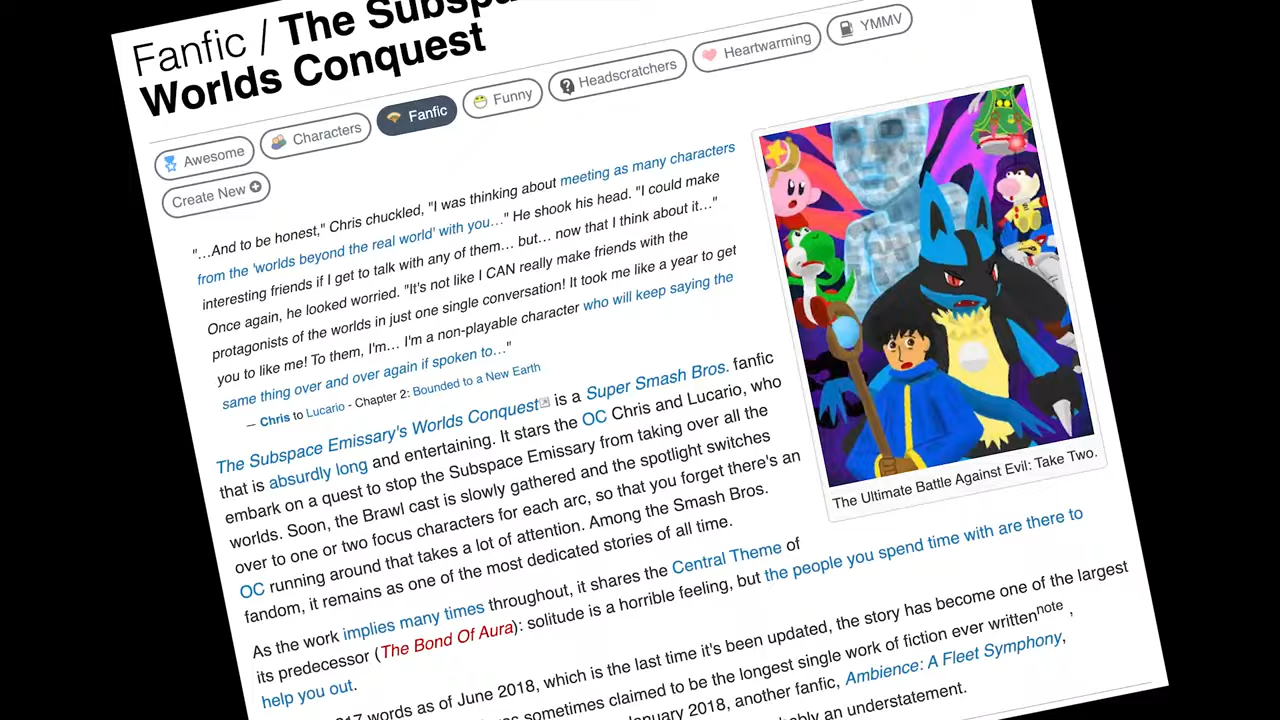 Fanfic / The Subspa
Worlds Conquest
Awesome
Characters
Fanfic
Funny
Headscratchers
Heartwarming
YMMV
Create New
"…And to be honest," Chris chuckled, "I was thinking about meeting as many characters
from the 'worlds beyond the real world' with you…" He shook his head. "I could make
interesting friends if I get to talk with any of them… but… now that I think about it…"
Once again, he looked worried. "It's not like I CAN really make friends with the
protagonists of the worlds in just one single conversation! It took me like a year to get
you to like me! To them, I'm… I'm a non-playable character who will keep saying the
same thing over and over again if spoken to…"
— Chris to Lucario - Chapter 2: Bounded to a New Earth
The Subspace Emissary's Worlds Conquest is a Super Smash Bros. fanfic
that is absurdly long and entertaining. It stars the OC Chris and Lucario, who
embark on a quest to stop the Subspace Emissary from taking over all the
worlds. Soon, the Brawl cast is slowly gathered and the spotlight switches
over to one or two focus characters for each arc, so that you forget there's an
OC running around that takes a lot of attention. Among the Smash Bros.
fandom, it remains as one of the most dedicated stories of all time.
The Ultimate Battle Against Evil: Take Two.
As the work implies many times throughout, it shares the Central Theme of
its predecessor (The Bond Of Aura): solitude is a horrible feeling, but the people you spend time with are there to
help you out.
words as of June 2018, which is the last time it's been updated, the story has become one of the largest
sometimes claimed to be the longest single work of fiction ever written note ,
January 2018, another fanfic, Ambience: A Fleet Symphony,
an understatement.